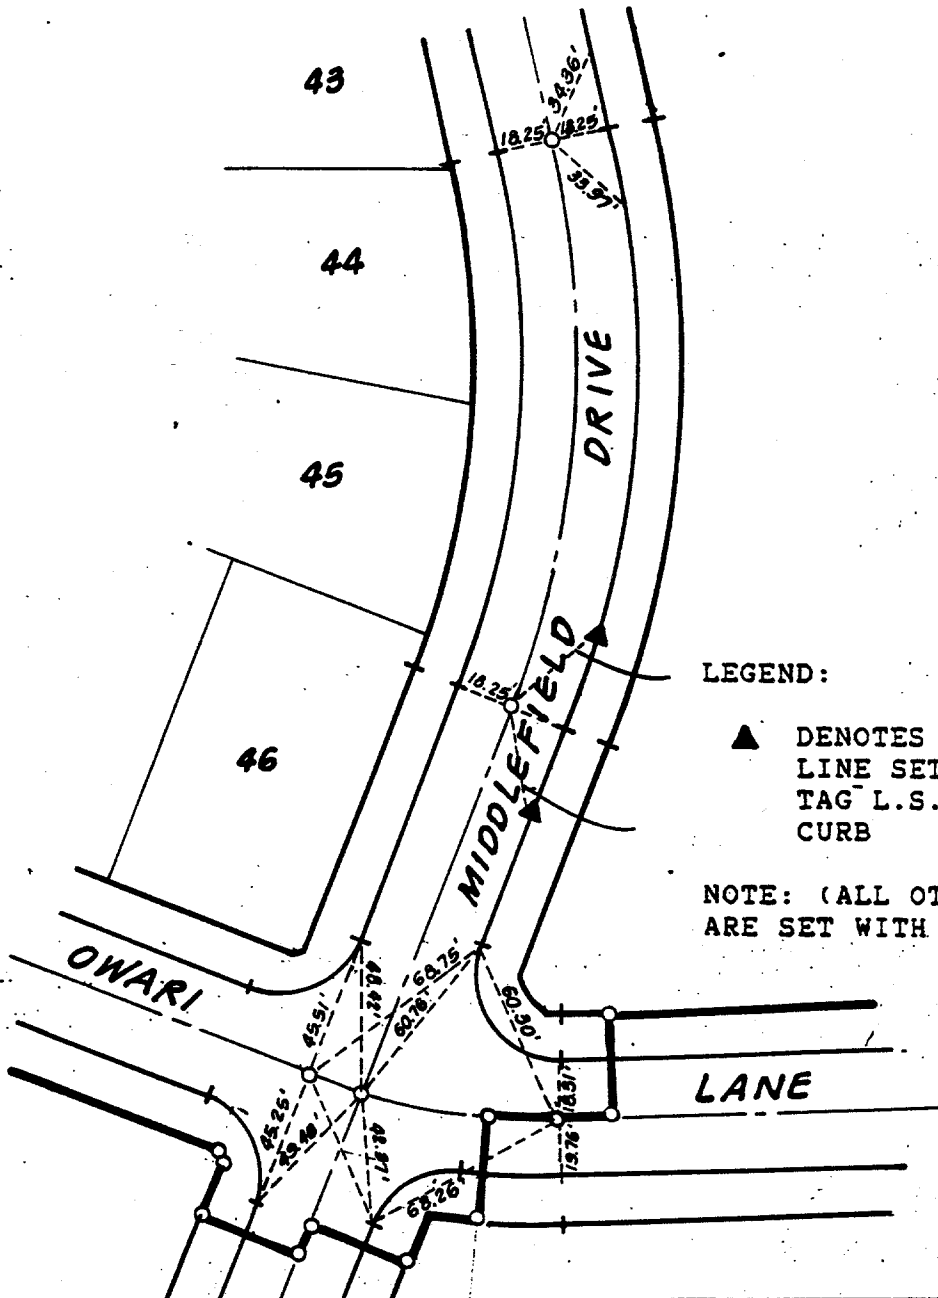 43
34.36'
18.25' 18.25'
33.97'
44
DRIVE
45
MIDDLEFIELD
LEGEND:
18.25'
▲ DENOTES
LINE SET
TAG L.S.
CURB
46
NOTE: (ALL OT
ARE SET WITH
OWARI
68.75'
60.76'
60.50'
45.51'
LANE
18.51'
19.76'
45.25'
68.26'